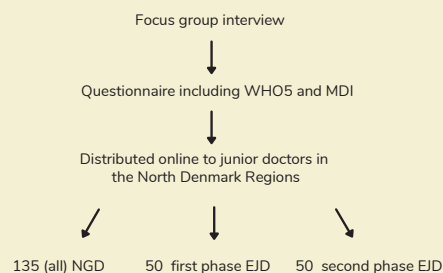 Focus group interview
Questionnaire including WHO5 and MDI
Distributed online to junior doctors in
the North Denmark Regions
135 (all) NGD
50 first phase EJD
50 second phase EJD